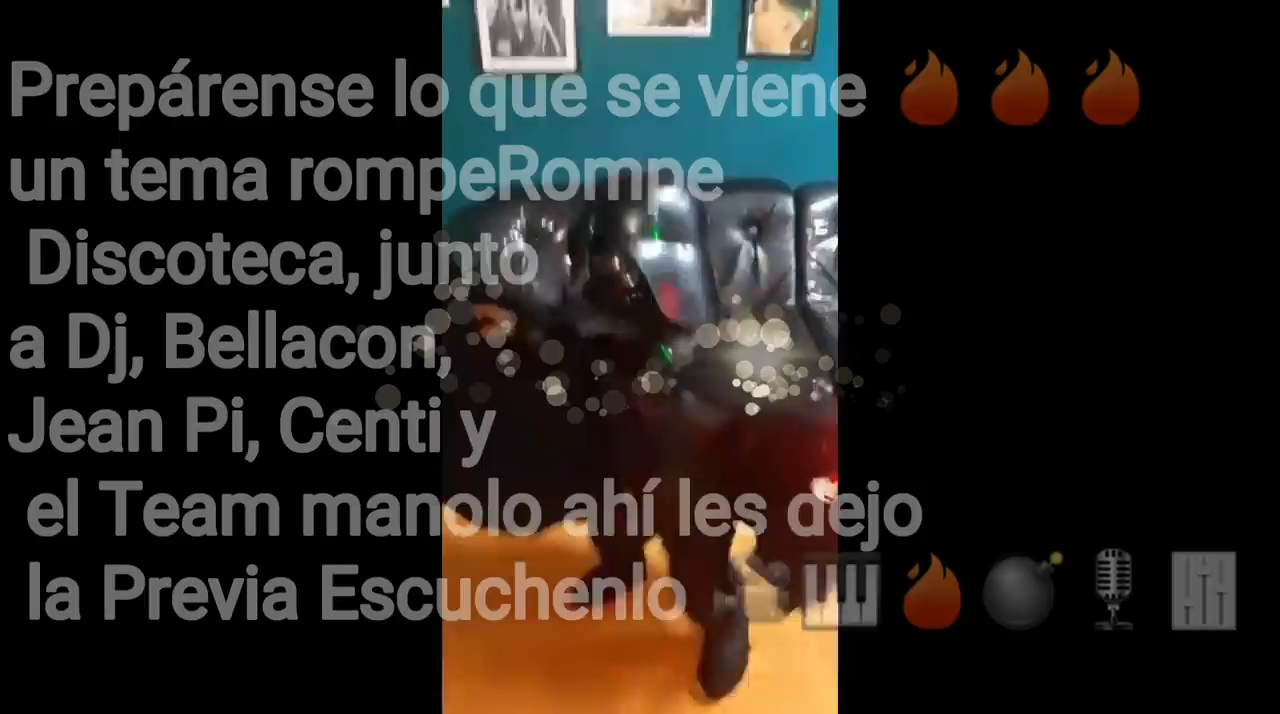 Prepárense lo que se viene 🔥 🔥 🔥
un tema rompeRompe
Discoteca, junto
a Dj, Bellacon,
Jean Pi, Centi y
el Team manolo ahí les dejo
la Previa Escuchenlo 🎹 🔥 💣 🎙 🎛